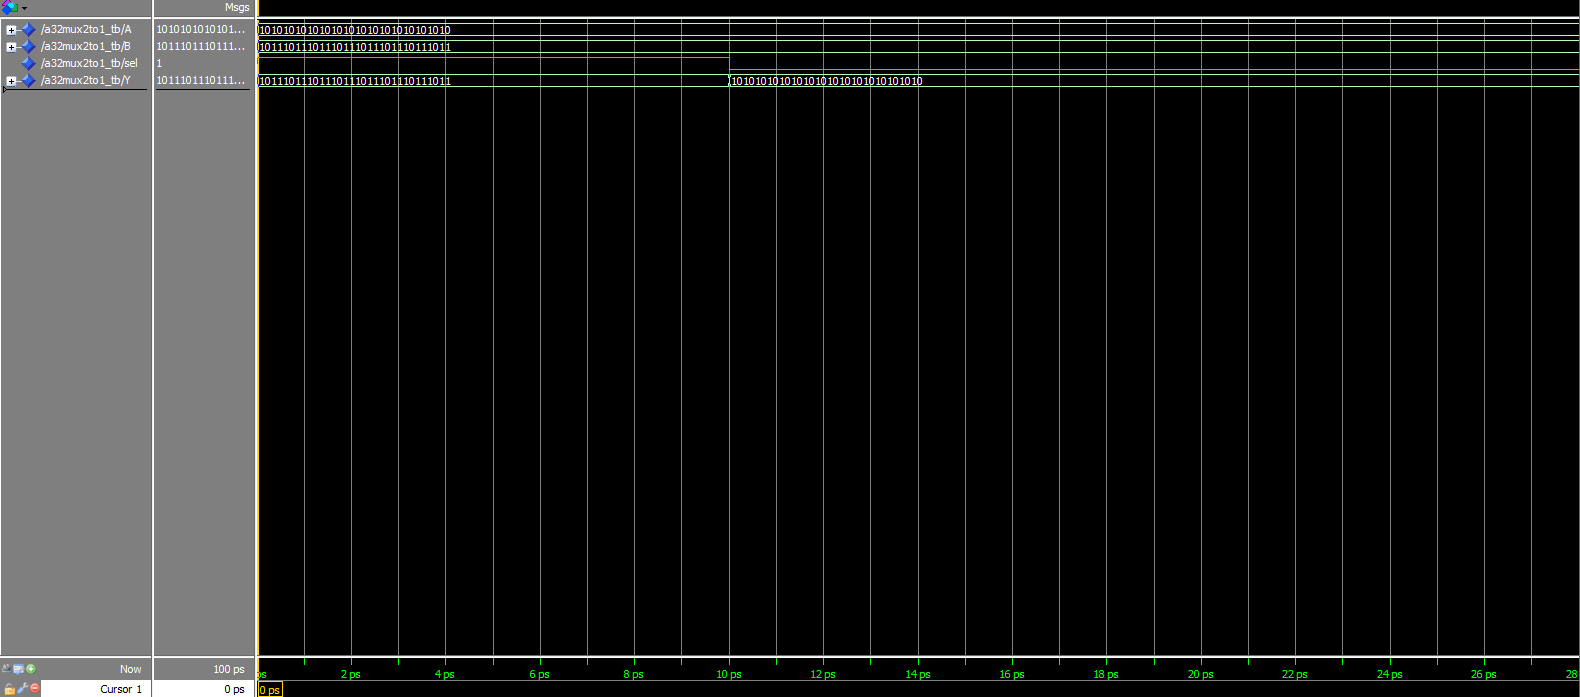 Msgs
/a32mux2to1_tb/A 1010101010101... 10101010101010101010101010101010
/a32mux2to1_tb/B 1011101110111... 10111011101110111011101110111011
/a32mux2to1_tb/sel 1
/a32mux2to1_tb/Y 1011101110111... 10111011101110111011101110111011 10101010101010101010101010101010
Now 100 ps ps 2 ps 4 ps 6 ps 8 ps 10 ps 12 ps 14 ps 16 ps 18 ps 20 ps 22 ps 24 ps 26 ps 28
Cursor 1 0 ps 0 ps